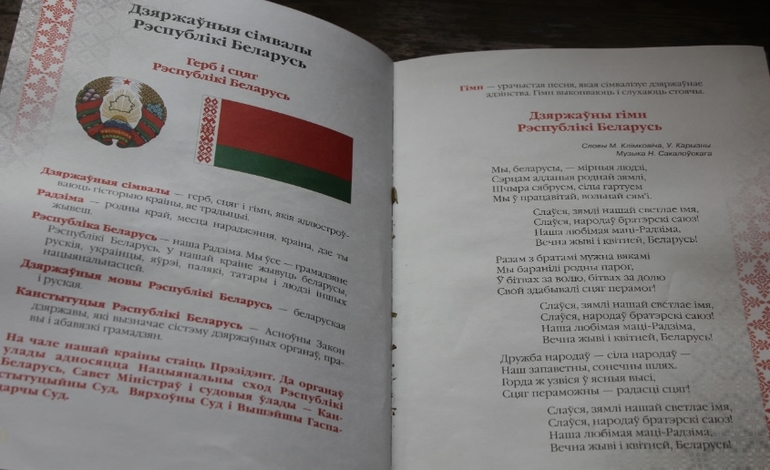 Дзяржаўныя сімвалы
Рэспублікі Беларусь
Герб і сцяг
Рэспублікі Беларусь
Дзяржаўныя сімвалы — герб, сцяг і гімн, якія адлюстроў-
ваюць гісторыю краіны, яе традыцыі.
Радзіма — родны край, месца нараджэння, краіна, дзе ты
жывеш.
Рэспубліка Беларусь — наша Радзіма. Мы ўсе — грамадзяне
Рэспублікі Беларусь. У нашай краіне жывуць беларусы,
рускія, украінцы, яўрэі, палякі, татары і людзі іншых
нацыянальнасцей.
Дзяржаўныя мовы Рэспублікі Беларусь — беларуская
і руская.
Канстытуцыя Рэспублікі Беларусь — Асноўны Закон
дзяржавы, які вызначае сістэму дзяржаўных органаў, пра-
вы і абавязкі грамадзян.
На чале нашай краіны стаіць Прэзідэнт. Да органаў
улады адносяцца Нацыянальны сход Рэспублікі
Беларусь, Савет Міністраў і судовыя ўлады — Кан-
стытуцыйны Суд, Вярхоўны Суд і Вышэйшы Гаспа-
дарчы Суд.
Гімн — урачыстая песня, якая сімвалізуе дзяржаўнае
адзінства. Гімн выконваюць і слухаюць стоячы.
Дзяржаўны гімн
Рэспублікі Беларусь
Словы М. Клімковіча, У. Карызны
Музыка Н. Сакалоўскага
Мы, беларусы, — мірныя людзі,
Сэрцам адданыя роднай зямлі,
Шчыра сябруем, сілы гартуем
Мы ў працавітай, вольнай сям'і.
Слаўся, зямлі нашай светлае імя,
Слаўся, народаў братэрскі саюз!
Наша любімая маці-Радзіма,
Вечна жыві і квітней, Беларусь!
Разам з братамі мужна вякамі
Мы баранілі родны парог,
У бітвах за волю, бітвах за долю
Свой здабывалі сцяг перамог!
Слаўся, зямлі нашай светлае імя,
Слаўся, народаў братэрскі саюз!
Наша любімая маці-Радзіма,
Вечна жыві і квітней, Беларусь!
Дружба народаў — сіла народаў —
Наш запаветны, сонечны шлях.
Горда ж узвіся ў ясныя высі,
Сцяг пераможны — радасці сцяг!
Слаўся, зямлі нашай светлае імя,
Слаўся, народаў братэрскі саюз!
Наша любімая маці-Радзіма,
Вечна жыві і квітней, Беларусь!